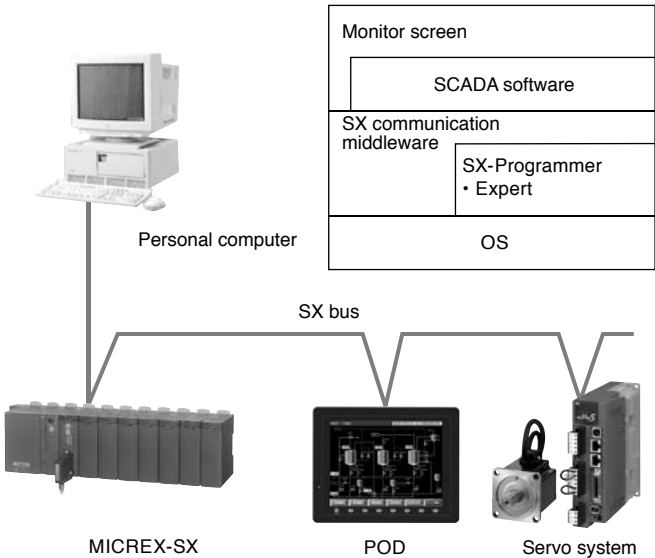 Monitor screen
SCADA software
SX communication
middleware
SX-Programmer
• Expert
OS
Personal computer
SX bus
MICREX-SX
POD
Servo system